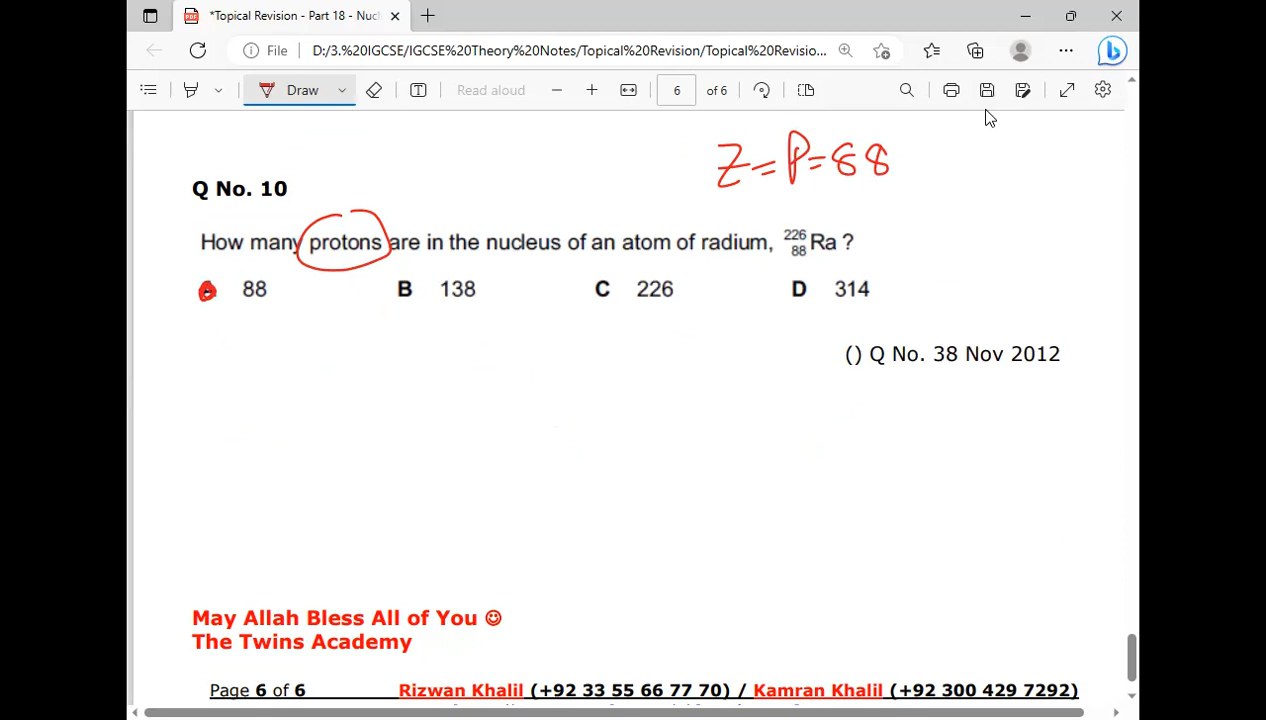 *Topical Revision - Part 18 - Nucl
File D:/3.%20IGCSE/IGCSE%20Theory%20Notes/Topical%20Revision/Topical%20Revisio...
Draw Read aloud 6 of 6
Z=P=88
Q No. 10
How many protons are in the nucleus of an atom of radium, ²²⁶₈₈Ra ?
88 B 138 C 226 D 314
() Q No. 38 Nov 2012
May Allah Bless All of You ☺
The Twins Academy
Page 6 of 6 Rizwan Khalil (+92 33 55 66 77 70) / Kamran Khalil (+92 300 429 7292)